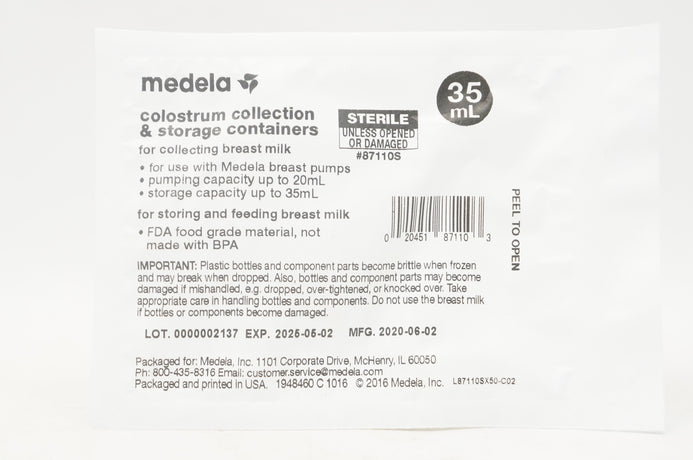 medela
35
mL
colostrum collection
& storage containers
STERILE
UNLESS OPENED
OR DAMAGED
#87110S
for collecting breast milk
• for use with Medela breast pumps
• pumping capacity up to 20mL
• storage capacity up to 35mL
for storing and feeding breast milk
• FDA food grade material, not
made with BPA
0 20451 87110 3
PEEL TO OPEN
IMPORTANT: Plastic bottles and component parts become brittle when frozen
and may break when dropped. Also, bottles and component parts may become
damaged if mishandled, e.g. dropped, over-tightened, or knocked over. Take
appropriate care in handling bottles and components. Do not use the breast milk
if bottles or components become damaged.
LOT. 0000002137 EXP. 2025-05-02 MFG. 2020-06-02
Packaged for: Medela, Inc. 1101 Corporate Drive, McHenry, IL 60050
Ph: 800-435-8316 Email: customer.service@medela.com
Packaged and printed in USA. 1948460 C 1016 © 2016 Medela, Inc. L87110SX50-C02